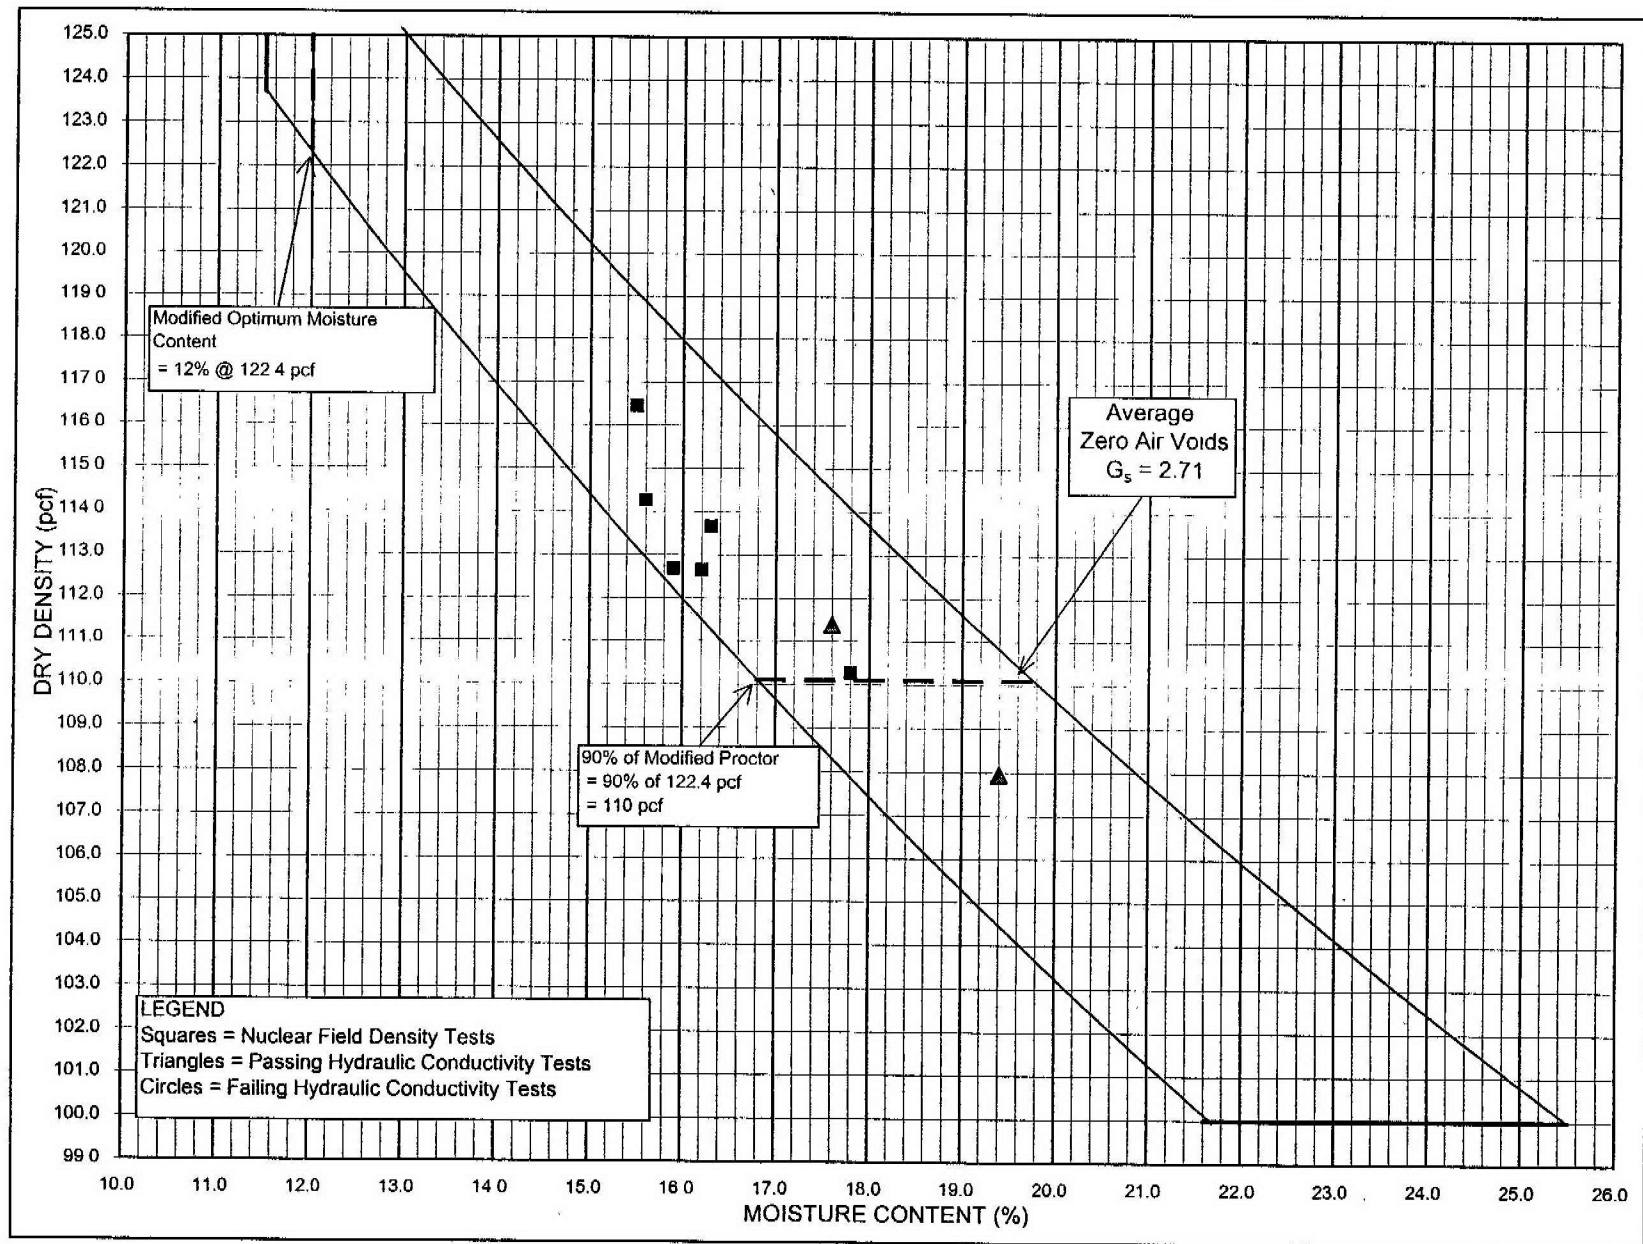 125.0
124.0
123.0
122.0
121.0
120.0
119 0
118.0
117 0
116.0
115.0
114 0
113.0
112.0
111.0
110.0
109.0
108.0
107.0
106.0
105.0
104.0
103.0
102.0
101.0
100.0
99 0
DRY DENSITY (pcf)
Modified Optimum Moisture
Content
= 12% @ 122 4 pcf
Average
Zero Air Voids
Gs = 2.71
90% of Modified Proctor
= 90% of 122.4 pcf
= 110 pcf
LEGEND
Squares = Nuclear Field Density Tests
Triangles = Passing Hydraulic Conductivity Tests
Circles = Failing Hydraulic Conductivity Tests
10.0 11.0 12.0 13.0 14 0 15.0 16 0 17.0 18.0 19.0 20.0 21.0 22.0 23.0 24.0 25.0 26.0
MOISTURE CONTENT (%)